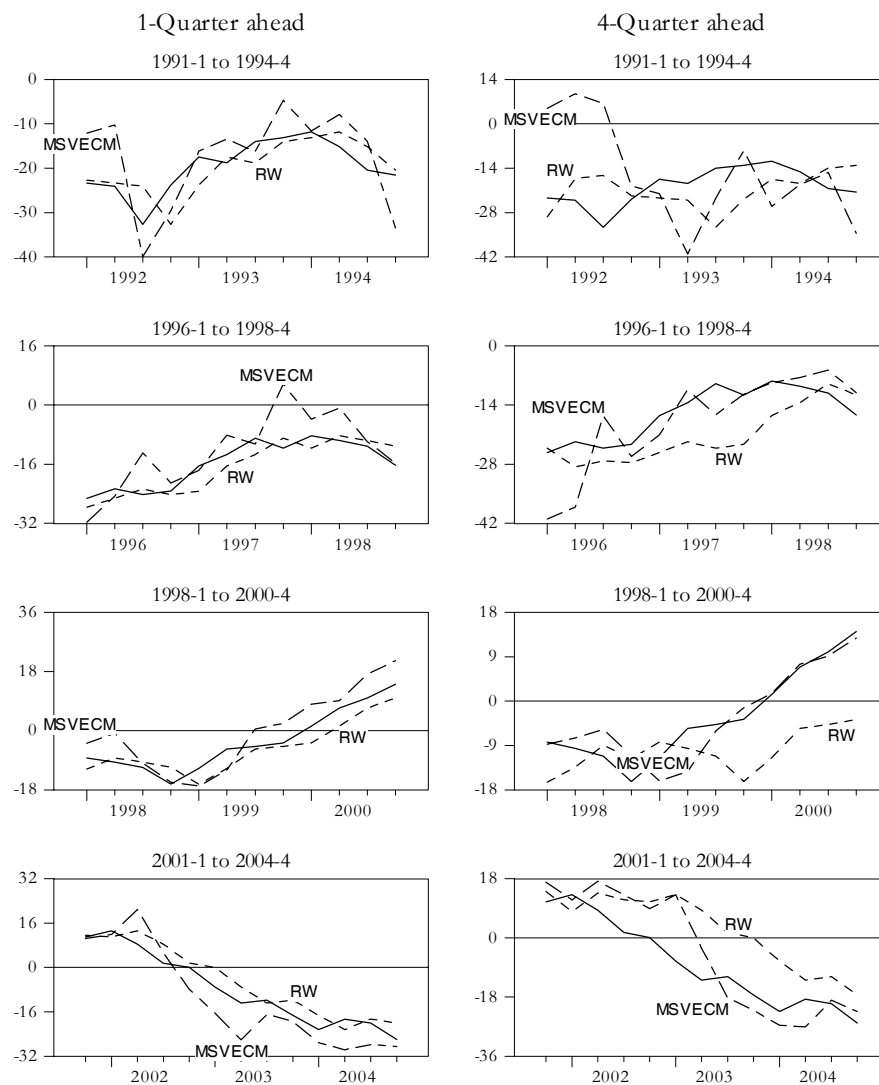 1-Quarter ahead
1991-1 to 1994-4
0
-10
-20
-30
-40
MSVECM
RW
1992 1993 1994
1996-1 to 1998-4
16
0
-16
-32
MSVECM
RW
1996 1997 1998
1998-1 to 2000-4
36
18
0
-18
MSVECM
RW
1998 1999 2000
2001-1 to 2004-4
32
16
0
-16
-32
RW
MSVECM
2002 2003 2004
4-Quarter ahead
1991-1 to 1994-4
14
0
-14
-28
-42
MSVECM
RW
1992 1993 1994
1996-1 to 1998-4
0
-14
-28
-42
MSVECM
RW
1996 1997 1998
1998-1 to 2000-4
18
9
0
-9
-18
RW
MSVECM
1998 1999 2000
2001-1 to 2004-4
18
0
-18
-36
RW
MSVECM
2002 2003 2004